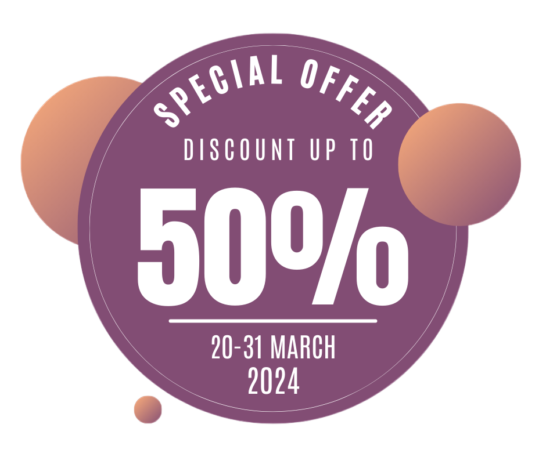 SPECIAL OFFER
DISCOUNT UP TO
50%
20-31 MARCH
2024